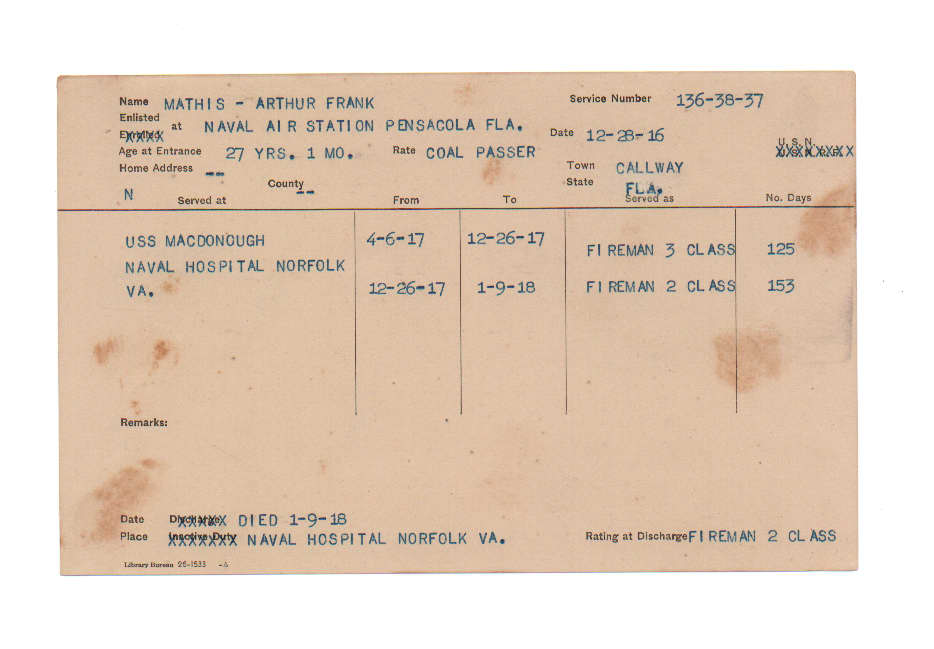 Name MATHIS - ARTHUR FRANK Service Number 136-38-37
Enlisted
Enrolled at NAVAL AIR STATION PENSACOLA FLA. Date 12-28-16 U.S.N.
Age at Entrance 27 YRS. 1 MO. Rate COAL PASSER U.S.N.R.F.
Home Address -- County -- Town CALLWAY
N State FLA.
Served at From To Served as No. Days
USS MACDONOUGH 4-6-17 12-26-17 FIREMAN 3 CLASS 125
NAVAL HOSPITAL NORFOLK
VA. 12-26-17 1-9-18 FIREMAN 2 CLASS 153
Remarks:
Date Discharge DIED 1-9-18
Place Inactive Duty NAVAL HOSPITAL NORFOLK VA. Rating at Discharge FIREMAN 2 CLASS
Library Bureau 26-1533 -A